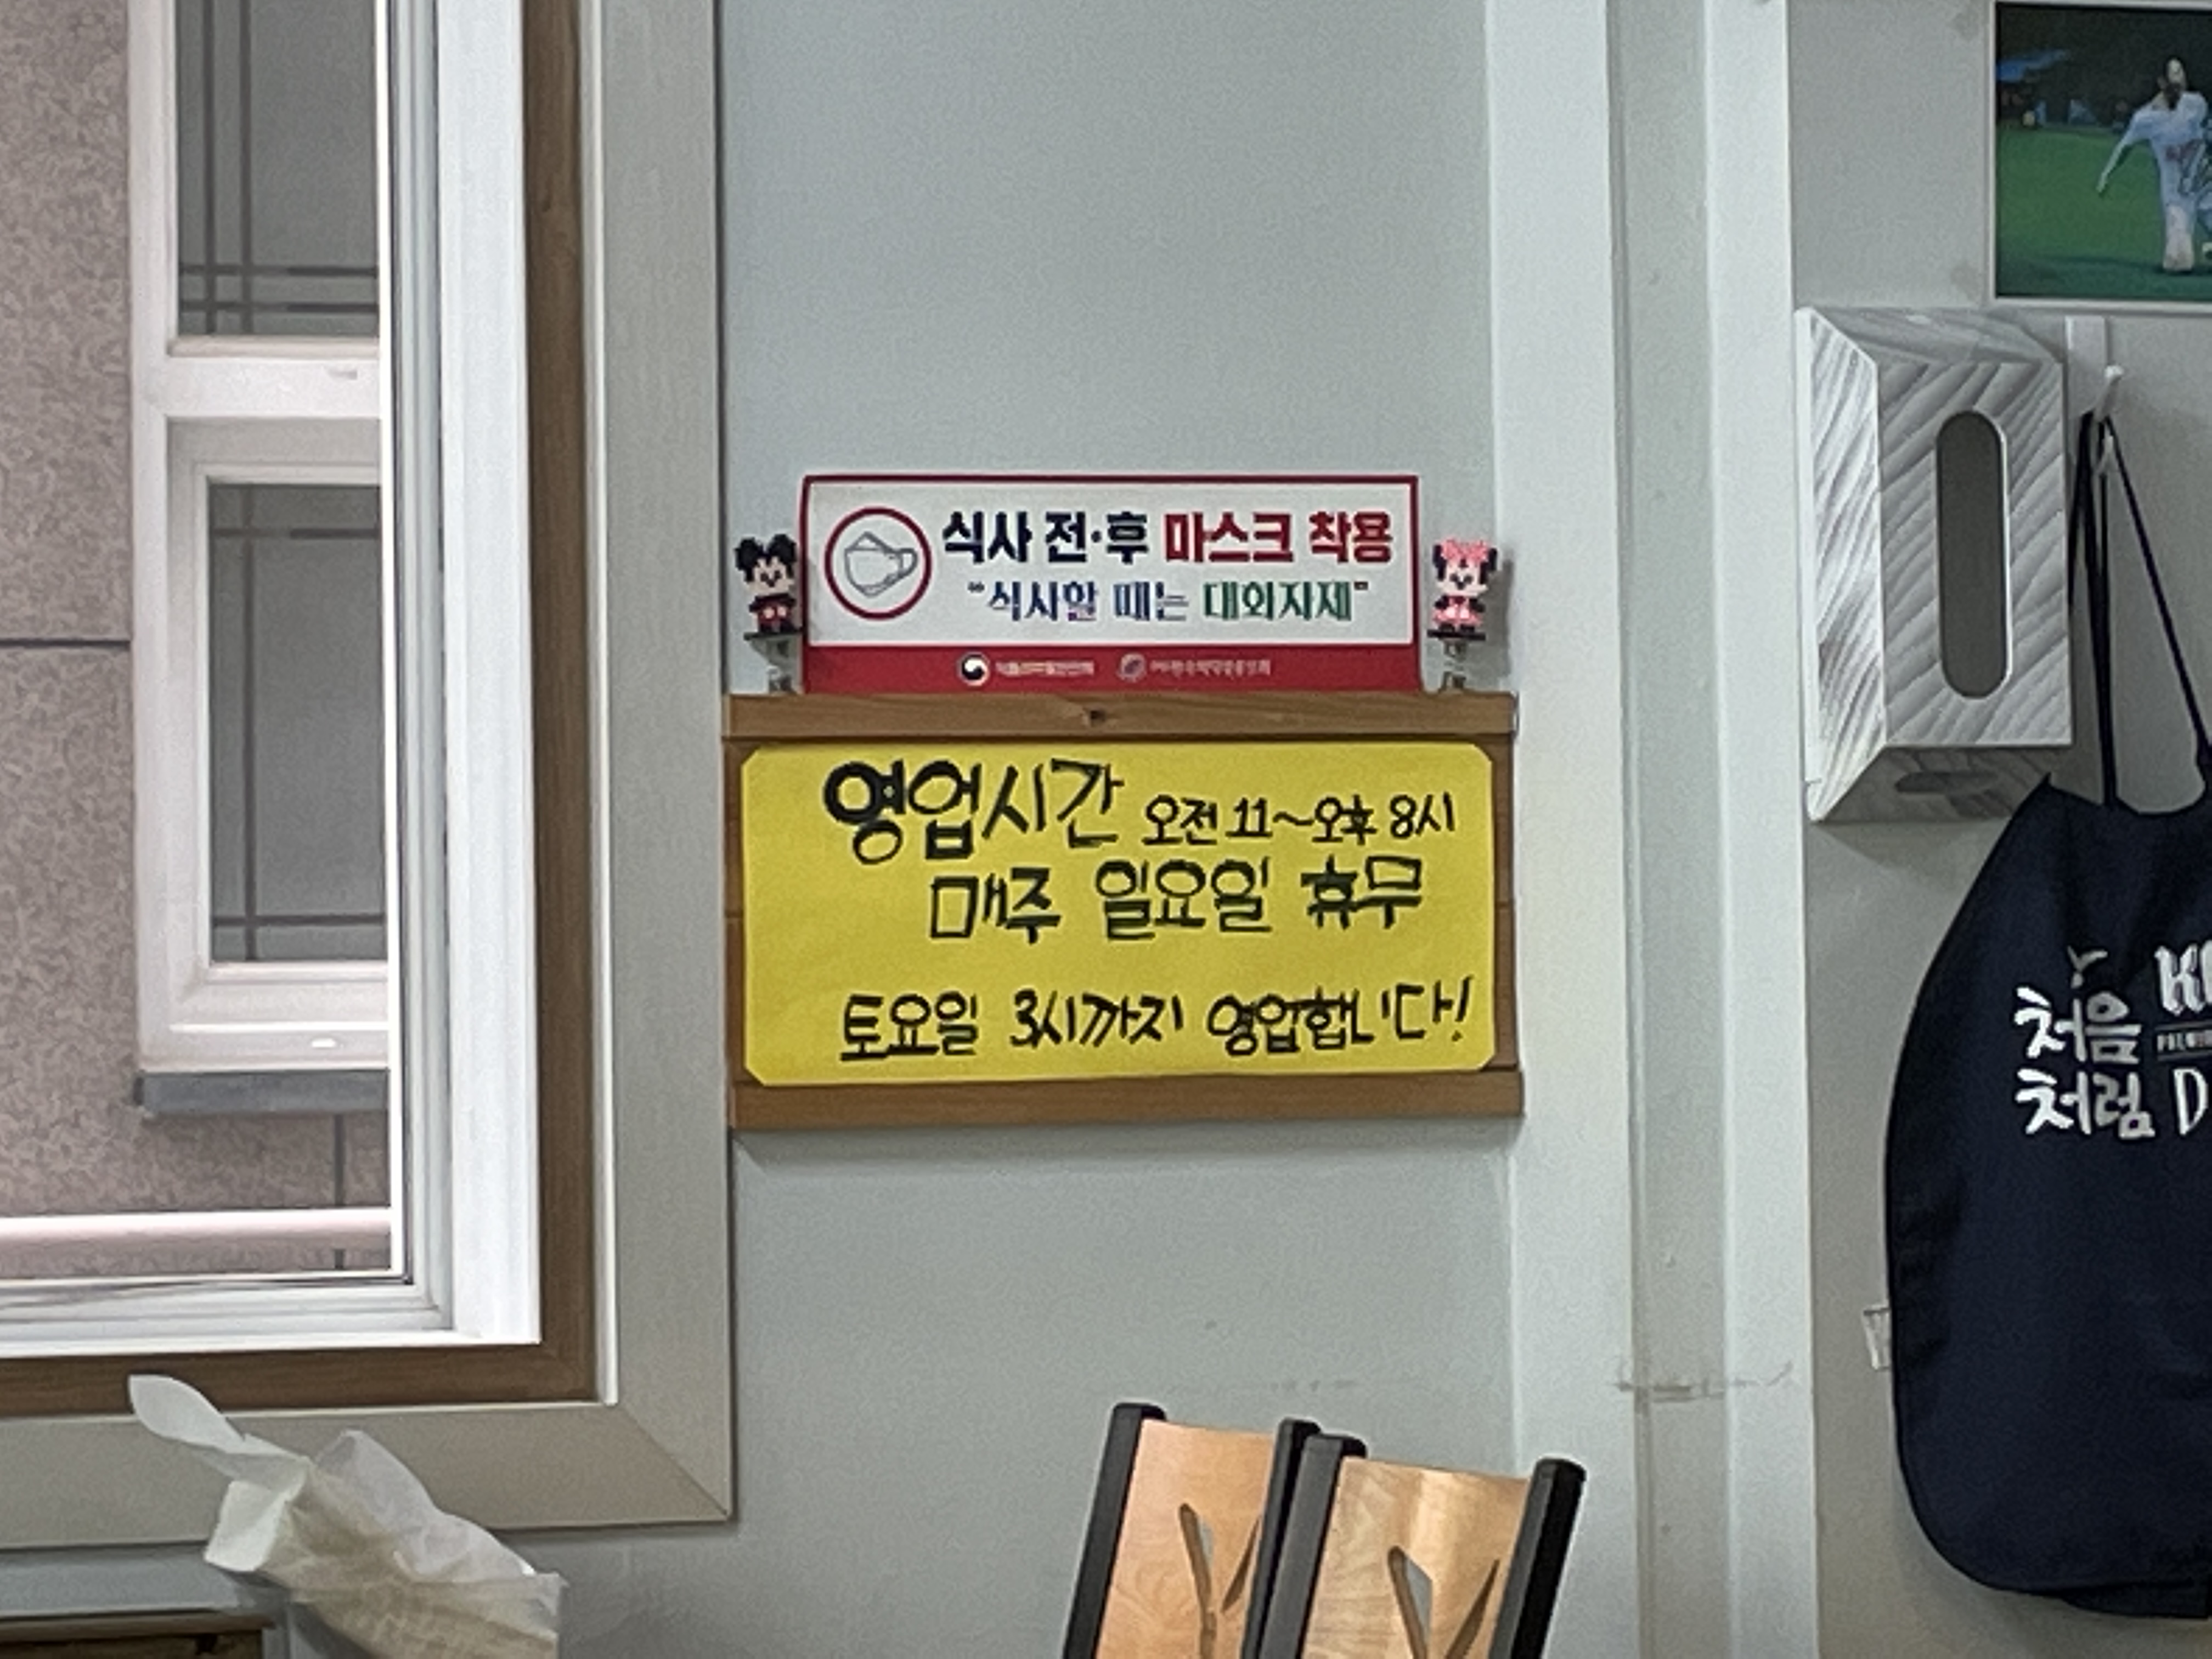 식사 전·후 마스크 착용
"식사할 때는 대화자제"
영업시간 오전 11~오후 8시
매주 일요일 휴무
토요일 3시까지 영업합니다!
처음
처럼